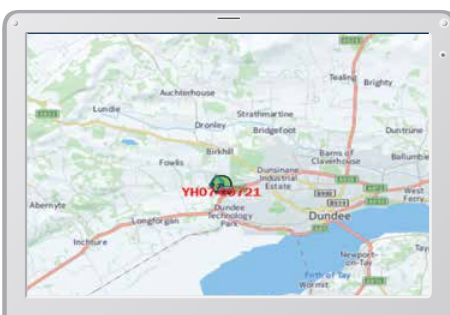 Tealing
Brighty
Auchterhouse
Lundie
Strathmartine
Dronley
Bridgefoot
Duntrune
Birkhill
Barns of
Claverhouse
Ballumbie
Fowlis
Dunsinane
Industrial
Estate
West
Ferry
Abernyte
Dundee
Technology
Park
Longforgan
Dundee
Inchture
Newport-
on-Tay
Tay
Firth of Tay
Wormit